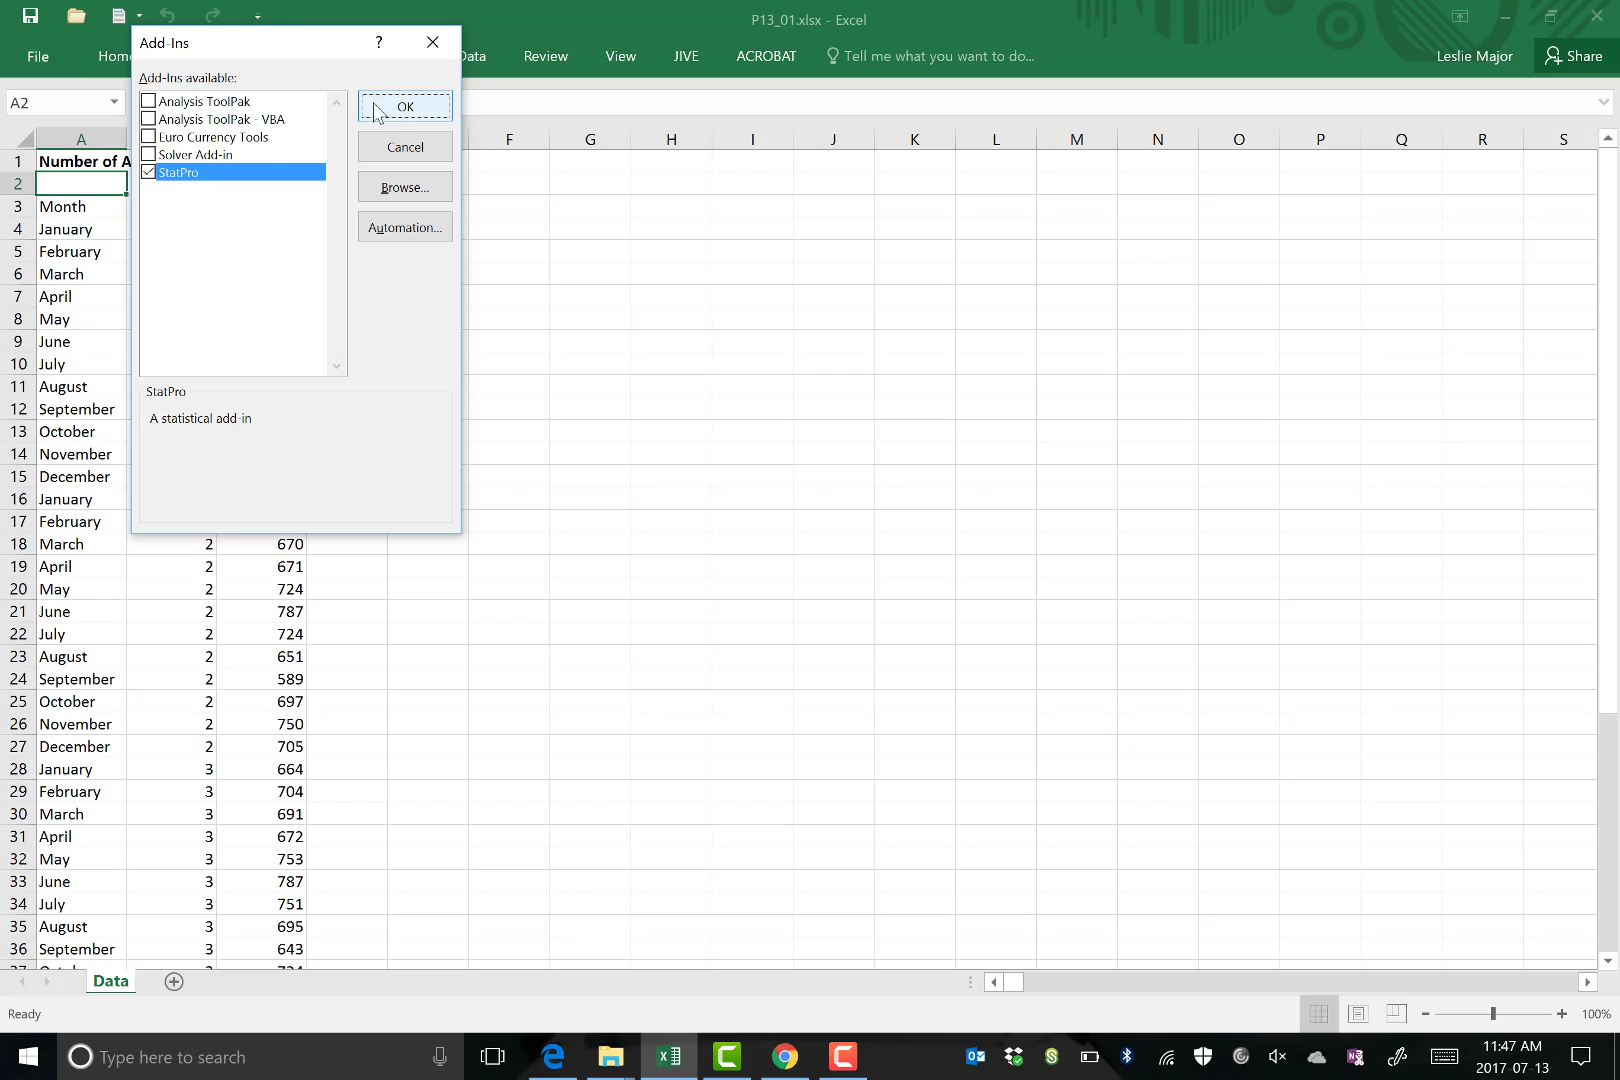 P13_01.xlsx - Excel
File
Home
Data
Review
View
JIVE
ACROBAT
Tell me what you want to do...
Leslie Major
Share
Add-Ins
?
Add-Ins available:
Analysis ToolPak
Analysis ToolPak - VBA
Euro Currency Tools
Solver Add-in
StatPro
OK
Cancel
Browse...
Automation...
StatPro
A statistical add-in
A2
A F G H I J K L M N O P Q R S
1 Number of A
2
3 Month
4 January
5 February
6 March
7 April
8 May
9 June
10 July
11 August
12 September
13 October
14 November
15 December
16 January
17 February
18 March 2 670
19 April 2 671
20 May 2 724
21 June 2 787
22 July 2 724
23 August 2 651
24 September 2 589
25 October 2 697
26 November 2 750
27 December 2 705
28 January 3 664
29 February 3 704
30 March 3 691
31 April 3 672
32 May 3 753
33 June 3 787
34 July 3 751
35 August 3 695
36 September 3 643
Data
Ready
100%
Type here to search
11:47 AM
2017-07-13